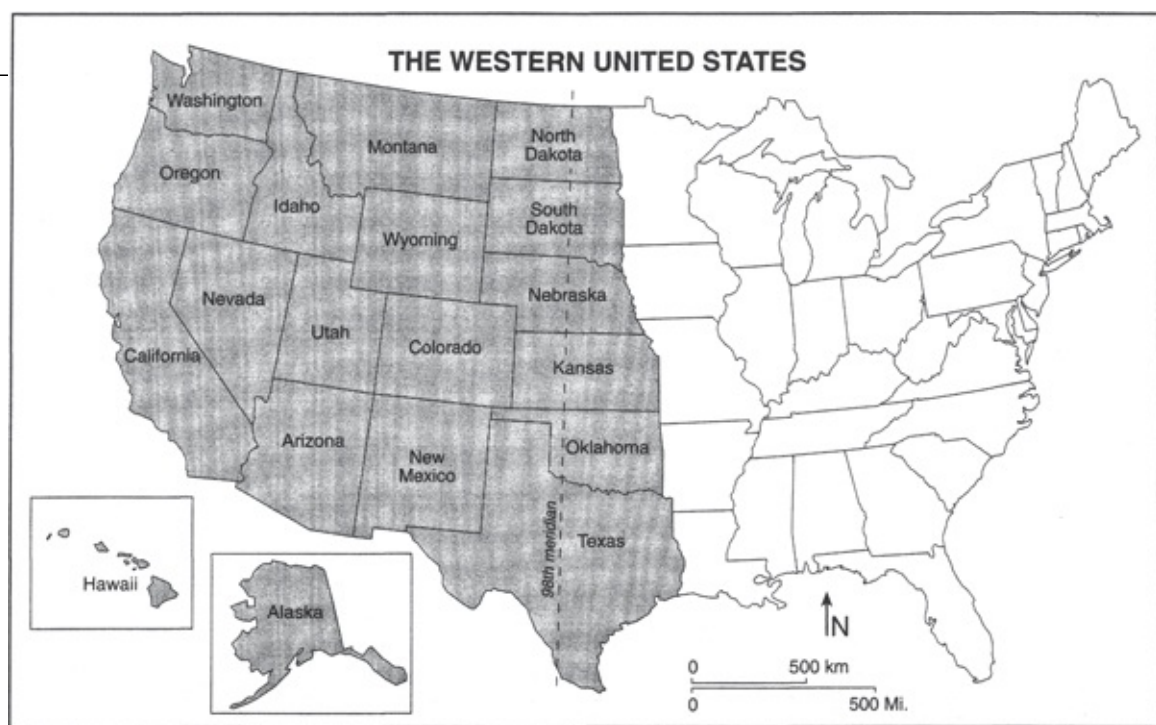 THE WESTERN UNITED STATES
Washington
Montana
North
Dakota
Oregon
Idaho
South
Dakota
Wyoming
Nevada
Nebraska
Utah
Colorado
California
Kansas
Arizona
New
Mexico
Oklahoma
98th meridian
Texas
Hawaii
Alaska
N
0 500 km
0 500 Mi.